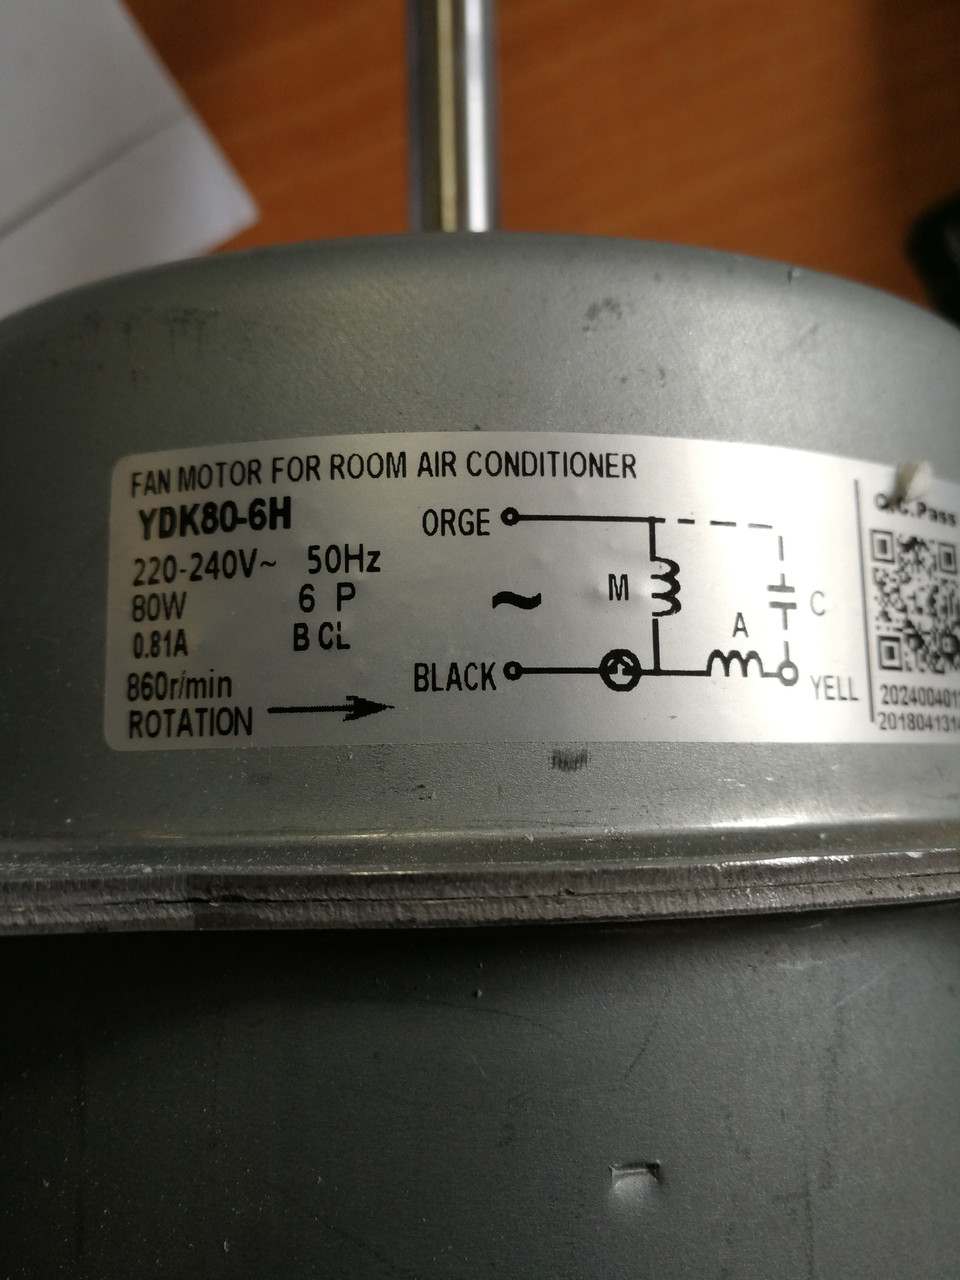 FAN MOTOR FOR ROOM AIR CONDITIONER
YDK80-6H
220-240V~ 50Hz
80W 6 P
0.81A B CL
860r/min
ROTATION
ORGE
M
C
A
~
BLACK
YELL
Q.C.Pass